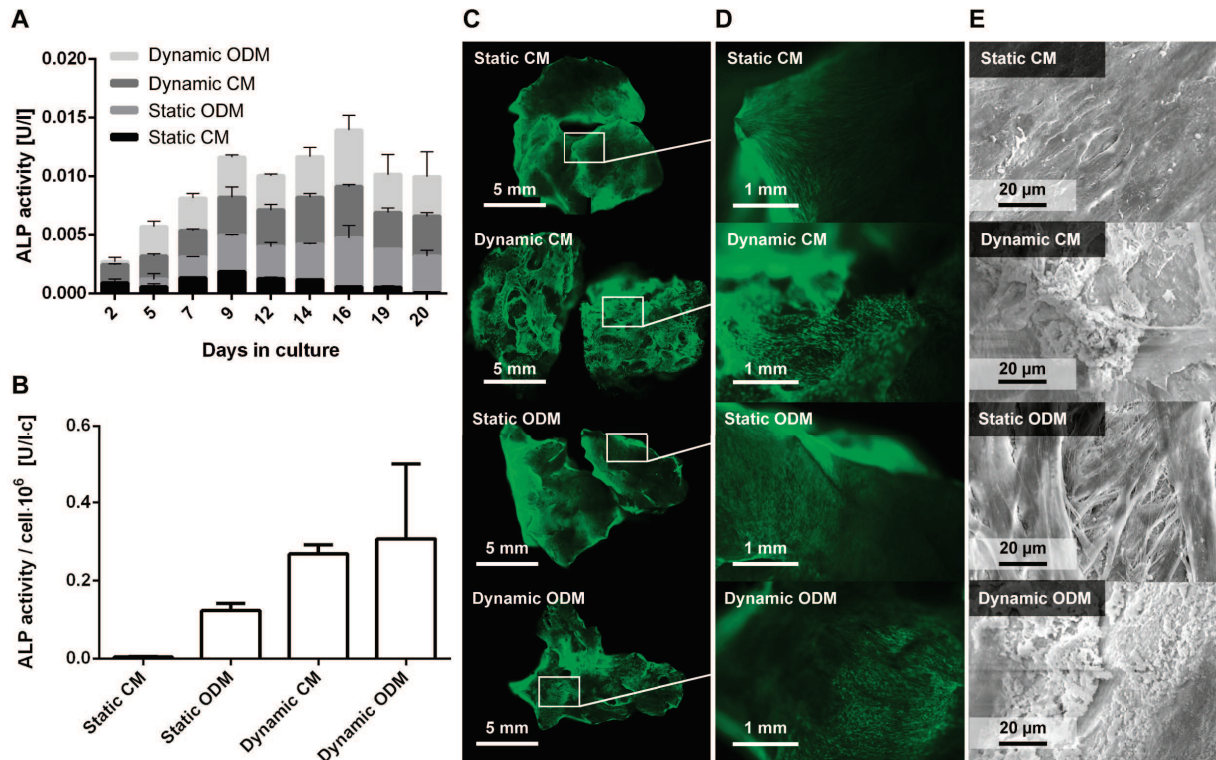 A
ALP activity [U/l]
0.020
0.015
0.010
0.005
0.000
Dynamic ODM
Dynamic CM
Static ODM
Static CM
2
5
7
9
12
14
16
19
20
Days in culture
B
ALP activity / cell·10⁶ [U/l·c]
0.6
0.4
0.2
0.0
Static CM
Static ODM
Dynamic CM
Dynamic ODM
C
Static CM
5 mm
Dynamic CM
5 mm
Static ODM
5 mm
Dynamic ODM
5 mm
D
Static CM
1 mm
Dynamic CM
1 mm
Static ODM
1 mm
Dynamic ODM
1 mm
E
Static CM
20 µm
Dynamic CM
20 µm
Static ODM
20 µm
Dynamic ODM
20 µm